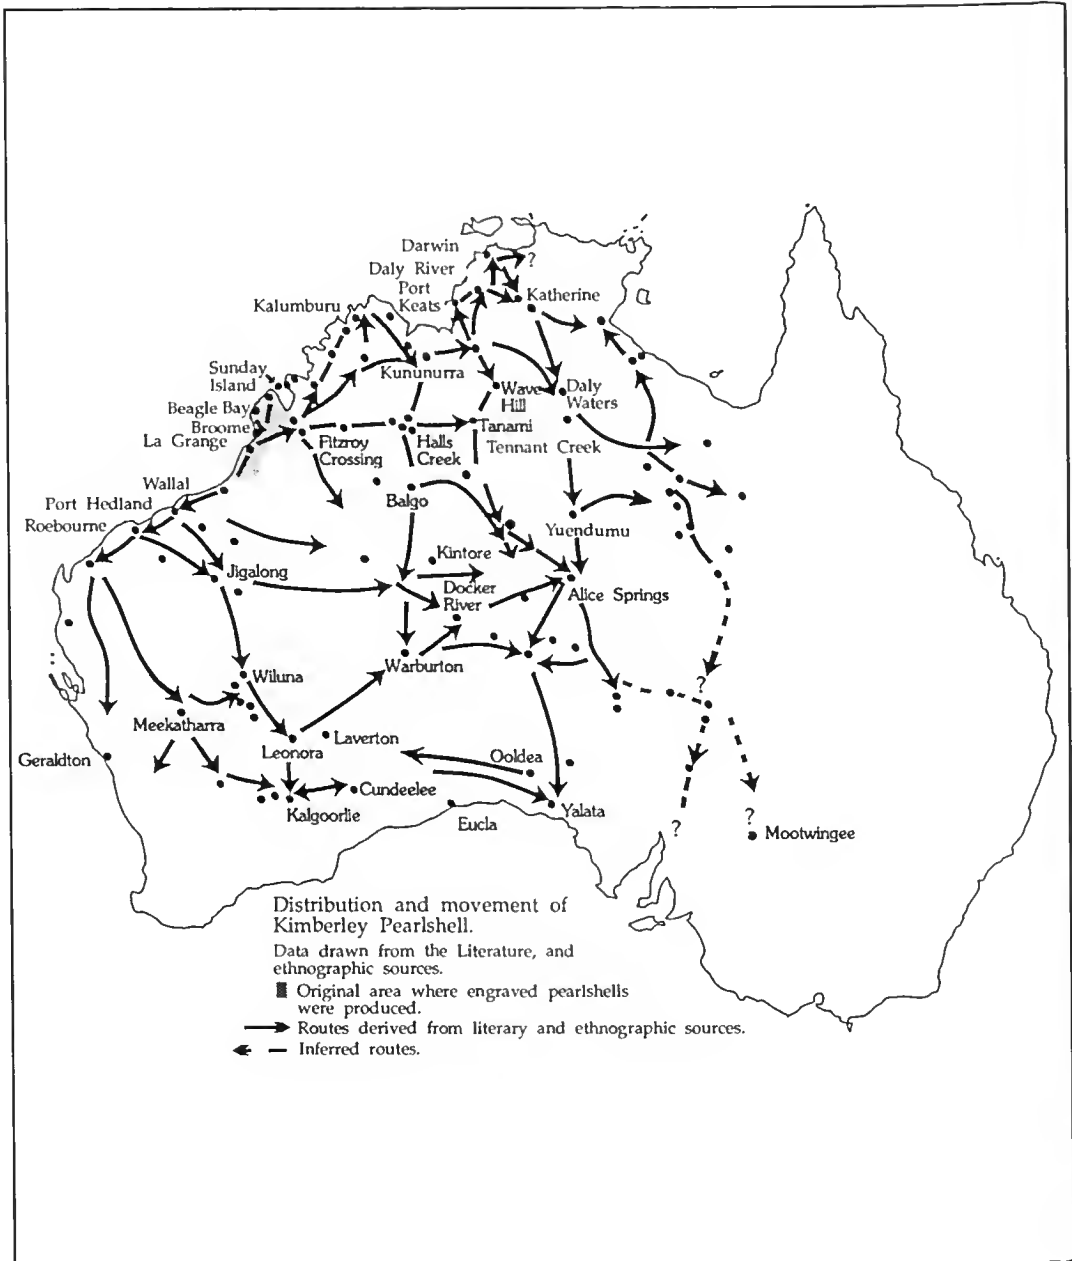 Darwin
?
Daly River
Port
Keats
Katherine
Kalumburu
Sunday
Island
Kununurra
Wave
Hill
Daly
Waters
Beagle Bay
Broome
La Grange
Fitzroy
Crossing
Halls
Creek
Tanami
Tennant Creek
Wallal
Port Hedland
Roebourne
Balgo
Yuendumu
Kintore
Jigalong
Docker
River
Alice Springs
Warburton
Wiluna
?
Meekatharra
Leonora
Laverton
Geraldton
Ooldea
Cundeelee
Kalgoorlie
Eucla
Yalata
?
?
Mootwingee
Distribution and movement of
Kimberley Pearlshell.
Data drawn from the Literature, and
ethnographic sources.
Original area where engraved pearlshells
were produced.
Routes derived from literary and ethnographic sources.
Inferred routes.